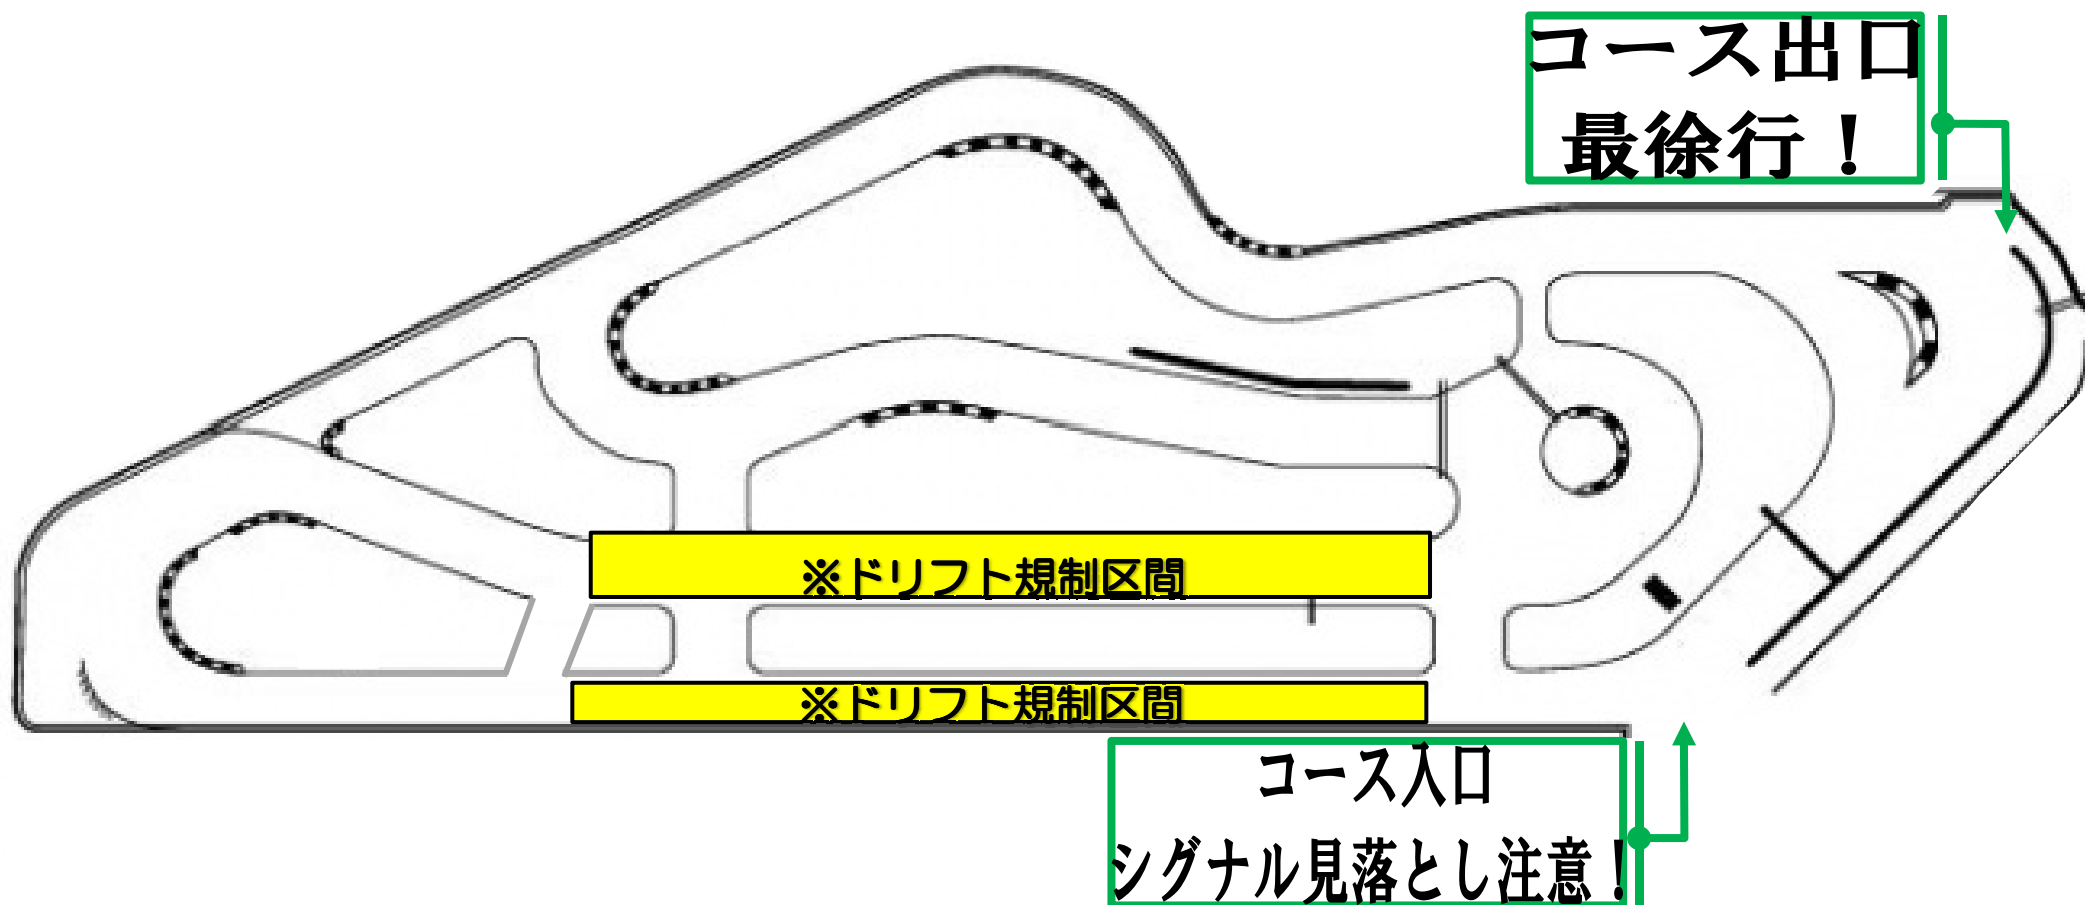 コース出口
最徐行！
※ドリフト規制区間
※ドリフト規制区間
コース入口
シグナル見落とし注意！